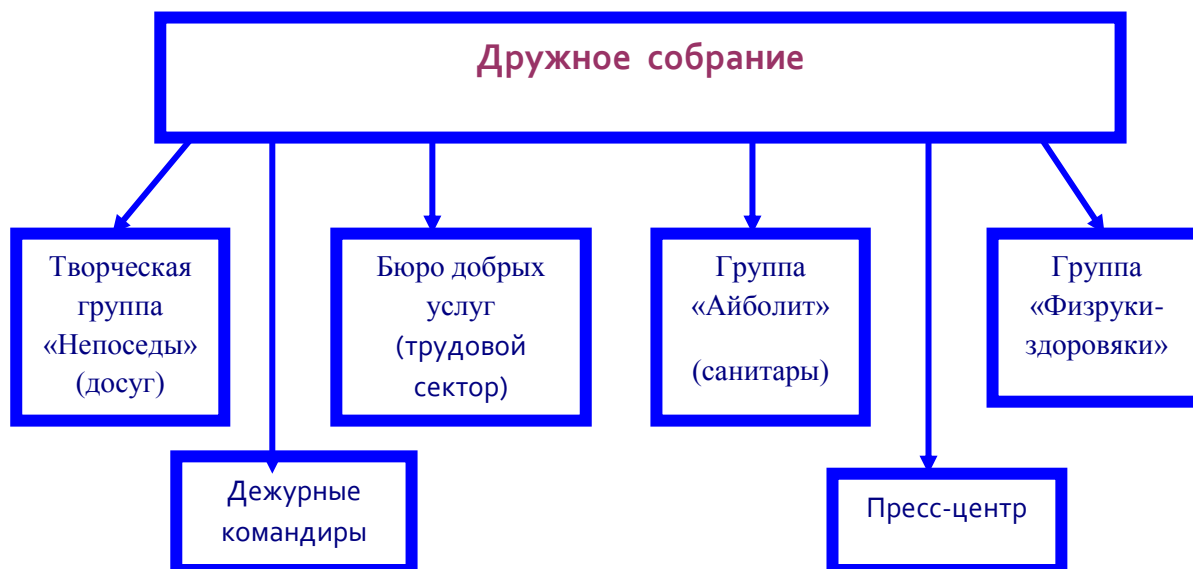 Дружное собрание
Творческая
группа
«Непоседы»
(досуг)
Бюро добрых
услуг
(трудовой
сектор)
Группа
«Айболит»
(санитары)
Группа
«Физруки-
здоровяки»
Дежурные
командиры
Пресс-центр